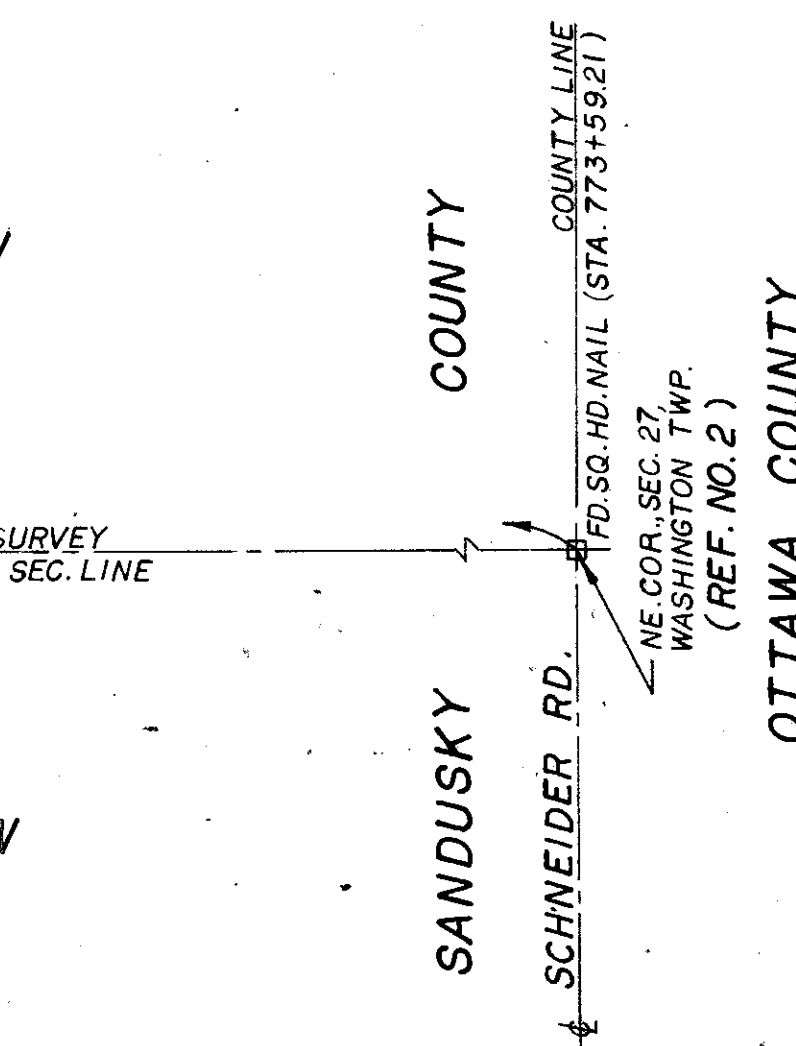 SURVEY
SEC. LINE
SANDUSKY COUNTY
SCHNEIDER RD.
COUNTY LINE
FD. SQ. HD. NAIL (STA. 773+59.21)
NE. COR., SEC. 27,
WASHINGTON TWP.
(REF. NO. 2)
OTTAWA COUNTY